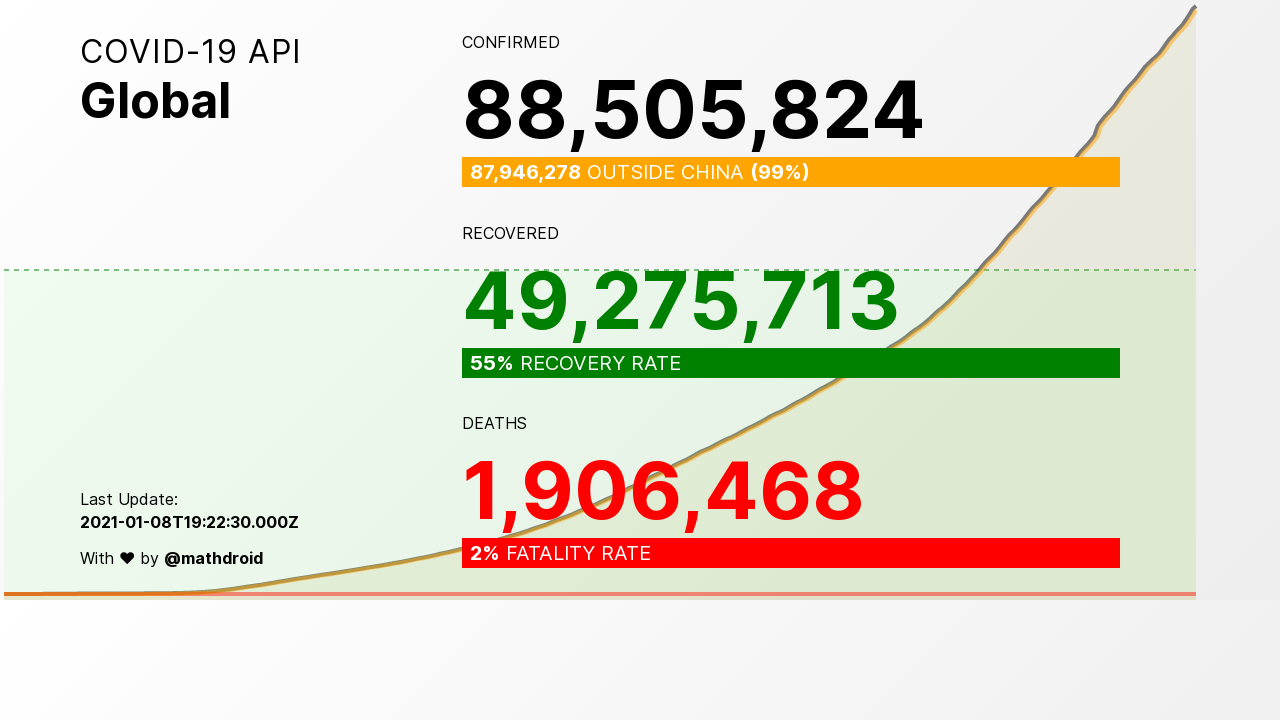 COVID-19 API
Global
CONFIRMED
88,505,824
87,946,278 OUTSIDE CHINA (99%)
RECOVERED
49,275,713
55% RECOVERY RATE
DEATHS
1,906,468
2% FATALITY RATE
Last Update:
2021-01-08T19:22:30.000Z
With ♥ by @mathdroid